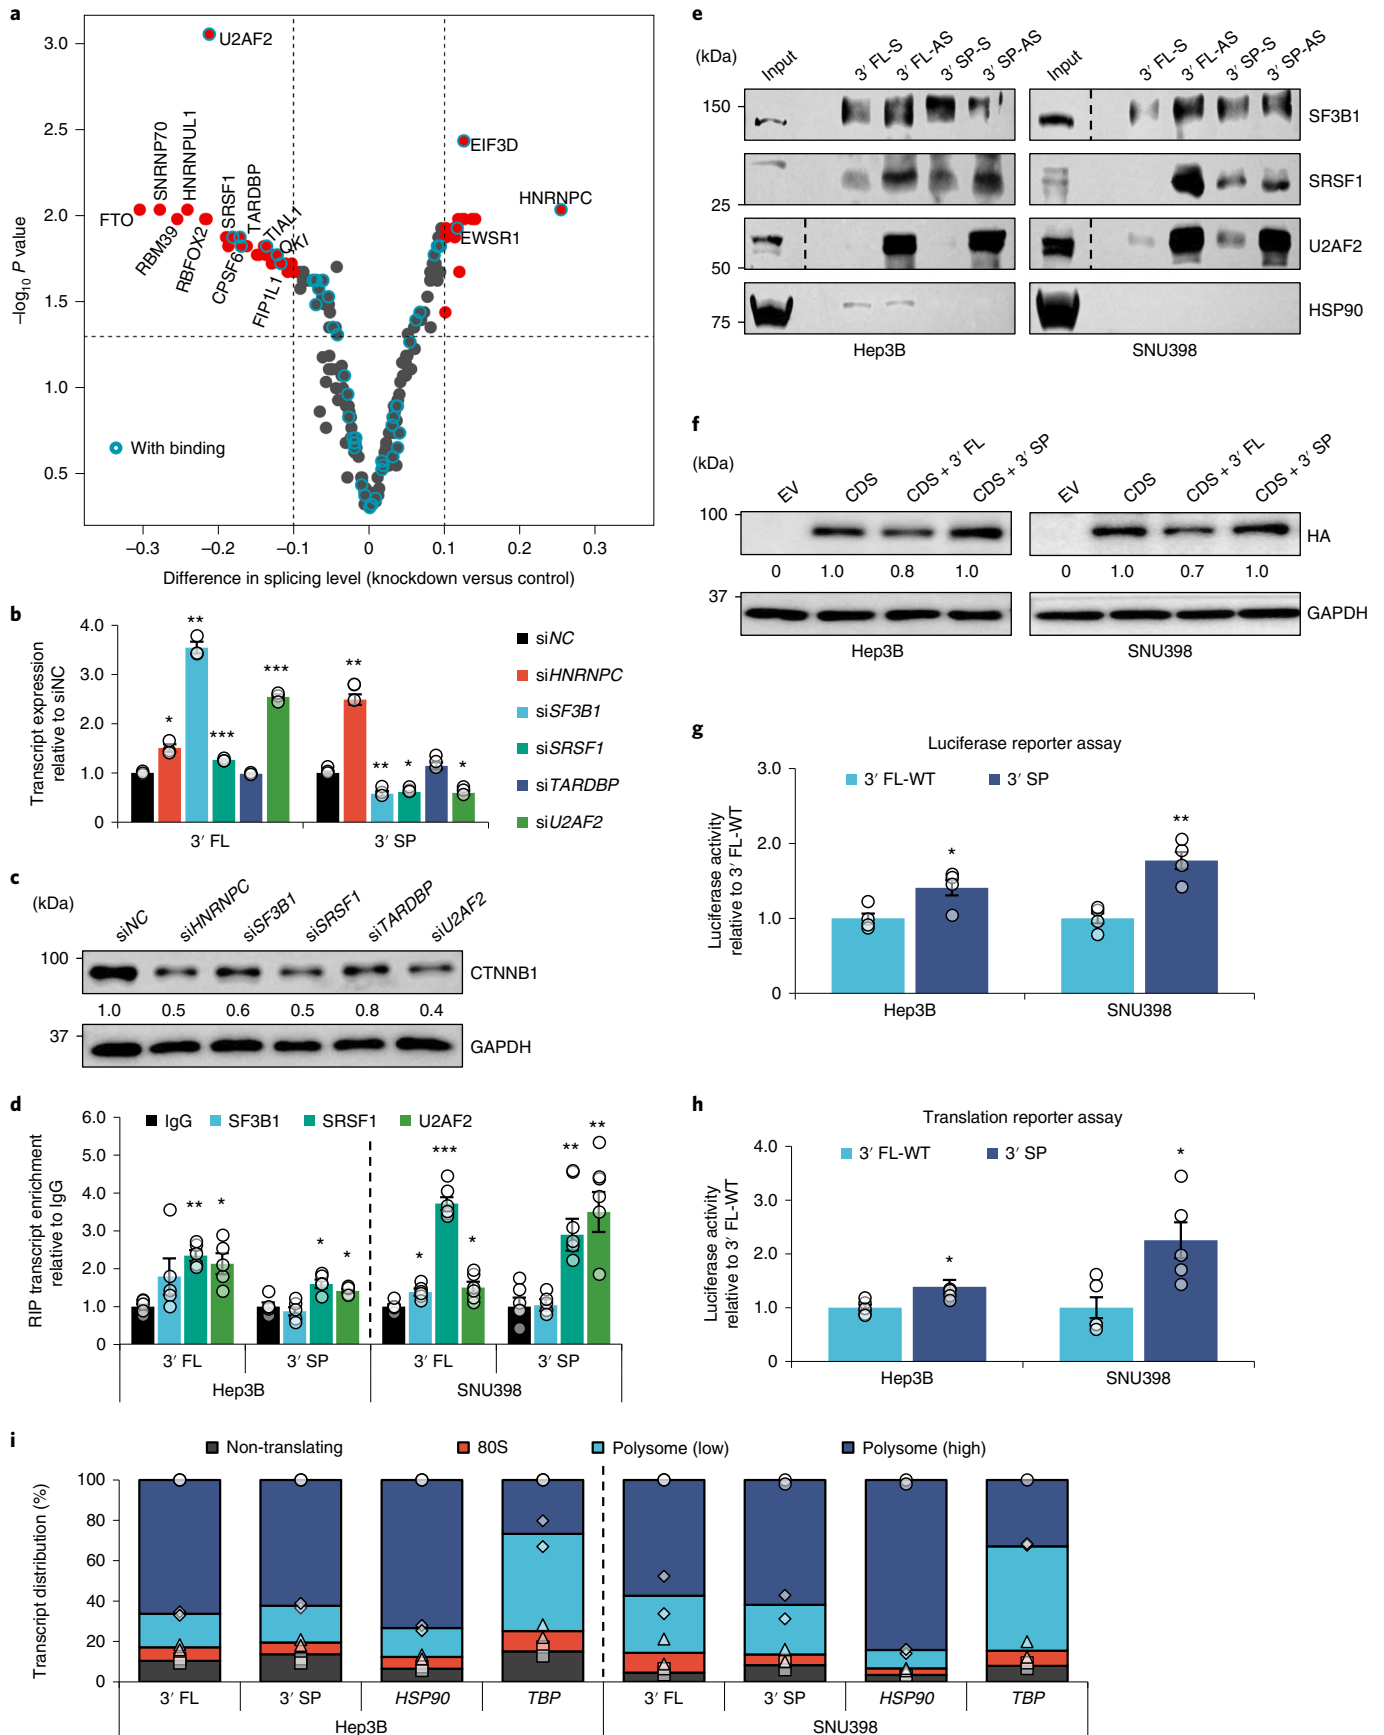 a
3.0
2.5
2.0
1.5
1.0
0.5
–log10 P value
U2AF2
EIF3D
HNRNPC
EWSR1
FTO
SNRNP70
HNRNPUL1
RBM39
RBFOX2
SRSF1
TARDBP
CPSF6
TIAL1
QKI
FIP1L1
With binding
–0.3 –0.2 –0.1 0 0.1 0.2 0.3
Difference in splicing level (knockdown versus control)
b
4.0
3.0
2.0
1.0
0
Transcript expression
relative to siNC
* ** *** *** ** ** * *
3′ FL 3′ SP
siNC
siHNRNPC
siSF3B1
siSRSF1
siTARDBP
siU2AF2
c
(kDa)
siNC siHNRNPC siSF3B1 siSRSF1 siTARDBP siU2AF2
100
CTNNB1
1.0 0.5 0.6 0.5 0.8 0.4
37
GAPDH
d
IgG SF3B1 SRSF1 U2AF2
6.0
5.0
4.0
3.0
2.0
1.0
0
RIP transcript enrichment
relative to IgG
** * * * * *** * ** **
3′ FL 3′ SP 3′ FL 3′ SP
Hep3B SNU398
e
(kDa)
Input 3′ FL-S 3′ FL-AS 3′ SP-S 3′ SP-AS Input 3′ FL-S 3′ FL-AS 3′ SP-S 3′ SP-AS
150
SF3B1
SRSF1
25
U2AF2
50
HSP90
75
Hep3B SNU398
f
(kDa)
EV CDS CDS + 3′ FL CDS + 3′ SP EV CDS CDS + 3′ FL CDS + 3′ SP
100
HA
0 1.0 0.8 1.0 0 1.0 0.7 1.0
37
GAPDH
Hep3B SNU398
g
Luciferase reporter assay
3′ FL-WT 3′ SP
3.0
2.0
1.0
0
Luciferase activity
relative to 3′ FL-WT
* **
Hep3B SNU398
h
Translation reporter assay
3′ FL-WT 3′ SP
4.0
3.0
2.0
1.0
0
Luciferase activity
relative to 3′ FL-WT
* *
Hep3B SNU398
i
Non-translating 80S Polysome (low) Polysome (high)
100
80
60
40
20
0
Transcript distribution (%)
3′ FL 3′ SP HSP90 TBP 3′ FL 3′ SP HSP90 TBP
Hep3B SNU398